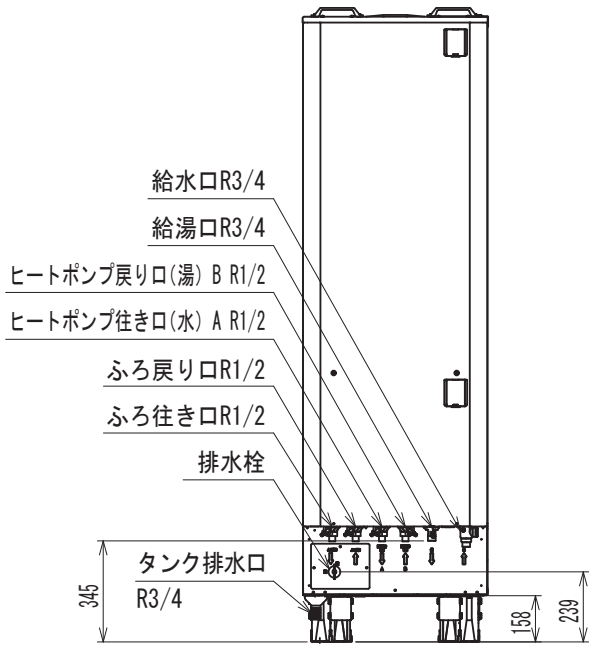 給水口R3/4
給湯口R3/4
ヒートポンプ戻り口(湯) B R1/2
ヒートポンプ往き口(水) A R1/2
ふろ戻り口R1/2
ふろ往き口R1/2
排水栓
タンク排水口
R3/4
345
158
239